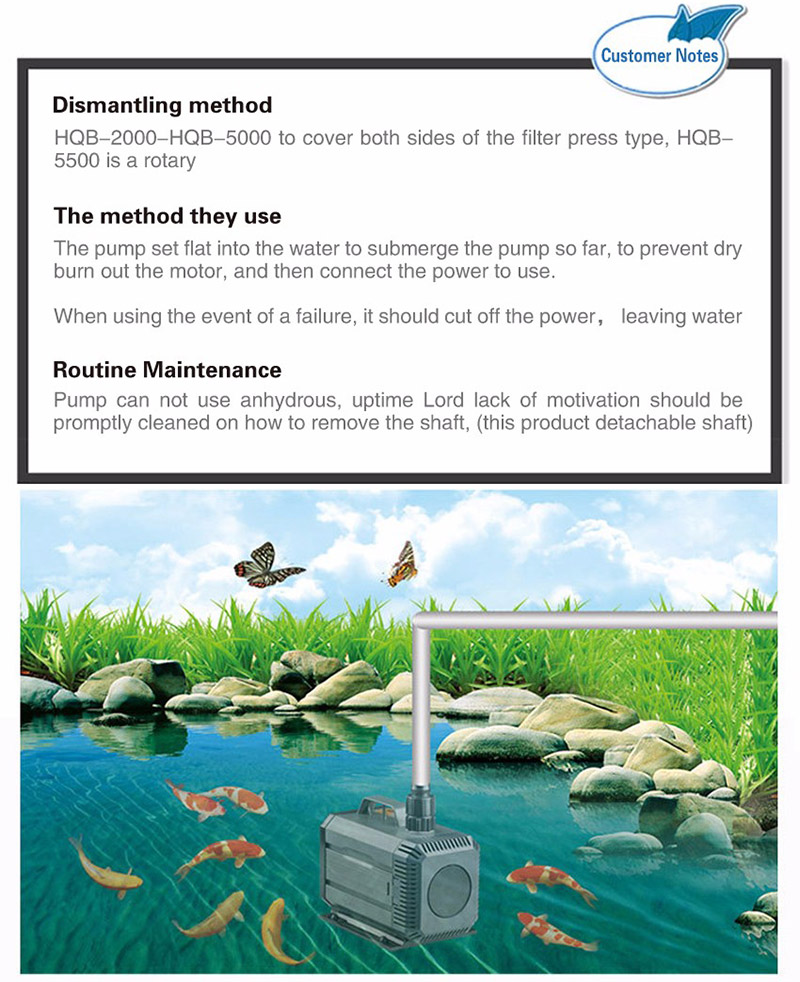 Customer Notes
Dismantling method
HQB–2000–HQB–5000 to cover both sides of the filter press type, HQB–
5500 is a rotary
The method they use
The pump set flat into the water to submerge the pump so far, to prevent dry
burn out the motor, and then connect the power to use.
When using the event of a failure, it should cut off the power， leaving water
Routine Maintenance
Pump can not use anhydrous, uptime Lord lack of motivation should be
promptly cleaned on how to remove the shaft, (this product detachable shaft)